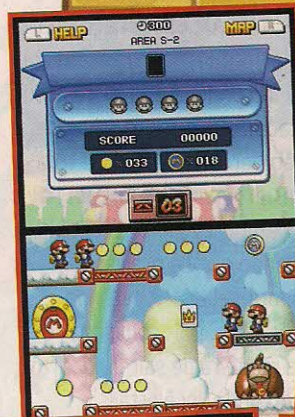 L HELP
300
MAP R
AREA S-2
SCORE 00000
×033
×018
03
M